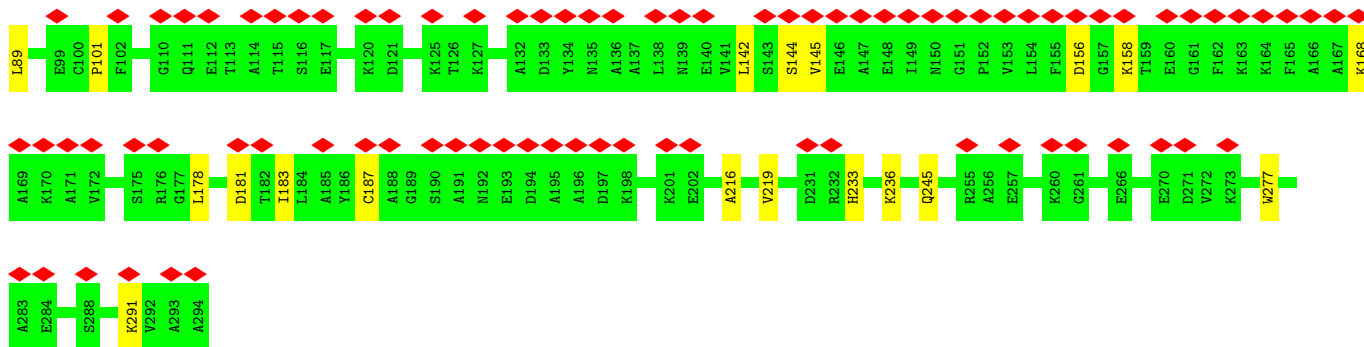 L89 E99 C100 P101 F102 G110 Q111 E112 T113 A114 T115 S116 E117 K120 D121 K125 T126 K127 A132 D133 Y134 N135 A136 A137 L138 N139 E140 V141 L142 S143 S144 V145 E146 A147 E148 I149 N150 G151 P152 V153 L154 F155 D156 G157 K158 T159 E160 G161 F162 K163 K164 F165 A166 A167 K168
A169 K170 A171 V172 S175 R176 G177 L178 D181 T182 I183 L184 A185 Y186 C187 A188 G189 S190 A191 N192 E193 D194 A195 A196 D197 K198 K201 E202 A216 V219 D231 R232 H233 K236 Q245 R255 A256 E257 K260 G261 E266 E270 D271 V272 K273 W277
A283 E284 S288 K291 V292 A293 A294